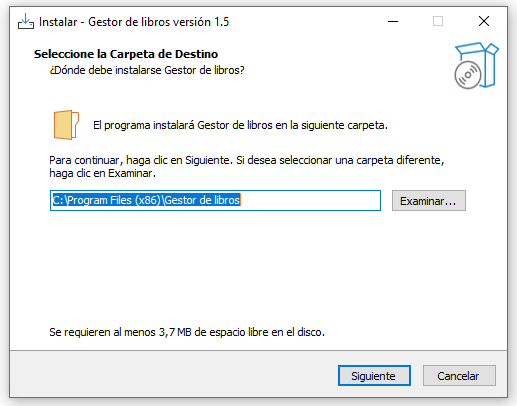 Instalar - Gestor de libros versión 1.5
Seleccione la Carpeta de Destino
¿Dónde debe instalarse Gestor de libros?
El programa instalará Gestor de libros en la siguiente carpeta.
Para continuar, haga clic en Siguiente. Si desea seleccionar una carpeta diferente,
haga clic en Examinar.
C:\Program Files (x86)\Gestor de libros
Examinar...
Se requieren al menos 3,7 MB de espacio libre en el disco.
Siguiente
Cancelar